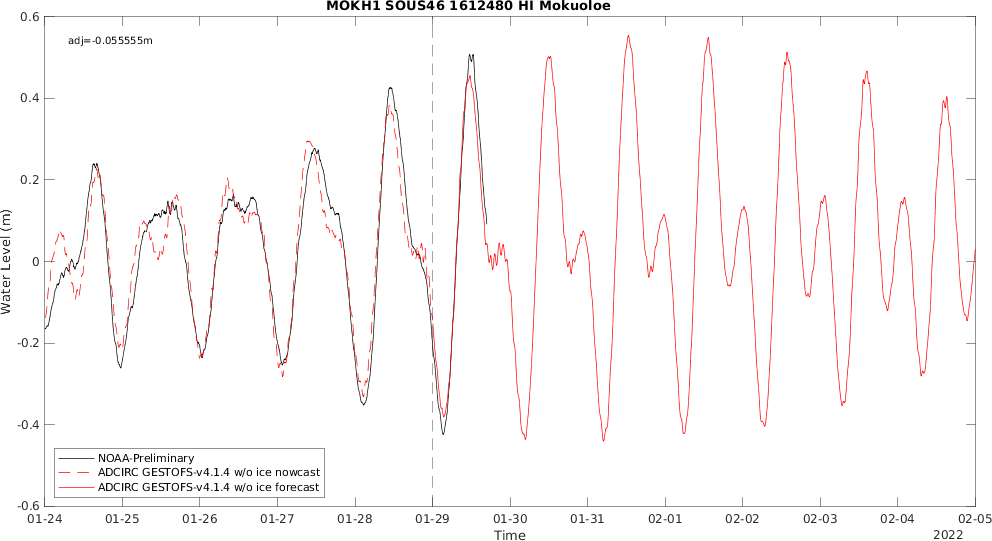 MOKH1 SOUS46 1612480 HI Mokuoloe
adj=-0.055555m
0.6
0.4
0.2
0
-0.2
-0.4
-0.6
Water Level (m)
NOAA-Preliminary
ADCIRC GESTOFS-v4.1.4 w/o ice nowcast
ADCIRC GESTOFS-v4.1.4 w/o ice forecast
01-24 01-25 01-26 01-27 01-28 01-29 01-30 01-31 02-01 02-02 02-03 02-04 02-05
Time
2022